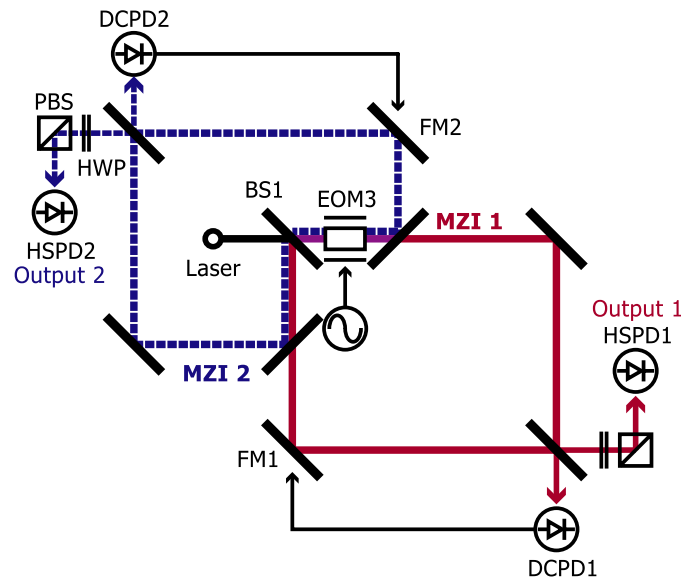 DCPD2
PBS
FM2
HWP
BS1
EOM3
MZI 1
HSPD2
Output 2
Laser
Output 1
HSPD1
MZI 2
FM1
DCPD1